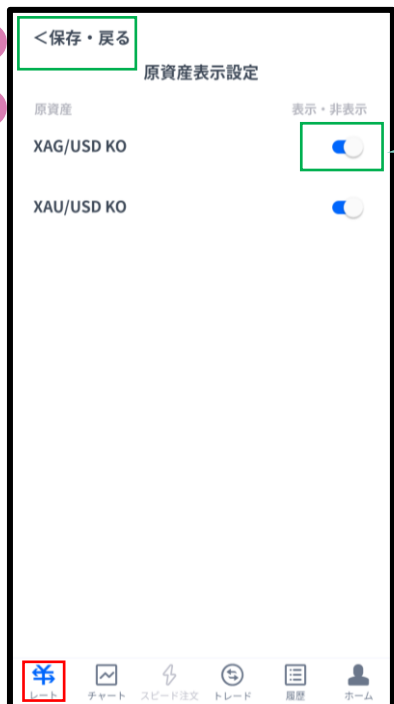 <保存・戻る
原資産表示設定
原資産 表示・非表示
XAG/USD KO
XAU/USD KO
レート チャート スピード注文 トレード 履歴 ホーム